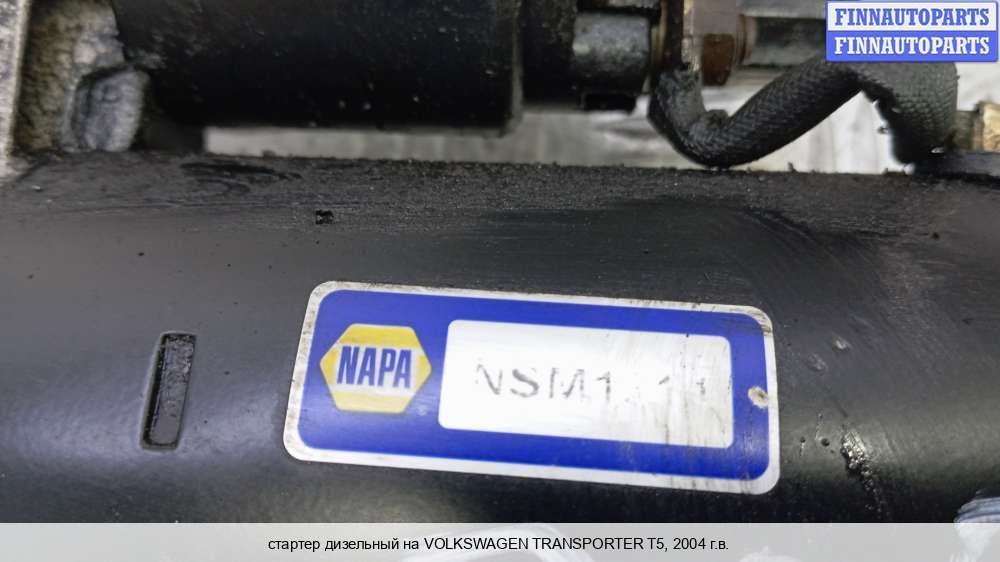 FINNAUTOPARTS
FINNAUTOPARTS
NAPA
стартер дизельный на VOLKSWAGEN TRANSPORTER T5, 2004 г.в.